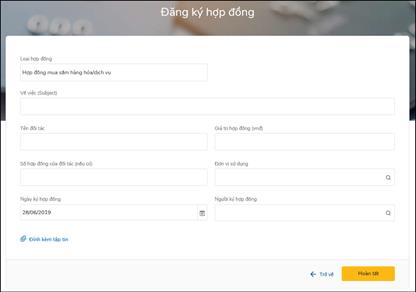 Đăng ký hợp đồng
Loại hợp đồng
Hợp đồng mua sắm hàng hóa/dịch vụ
Về việc (Subject)
Tên đối tác
Giá trị hợp đồng (vnđ)
Số hợp đồng của đối tác (nếu có)
Đơn vị sử dụng
Ngày ký hợp đồng
Người ký hợp đồng
28/06/2019
Đính kèm tập tin
Trở về
Hoàn tất